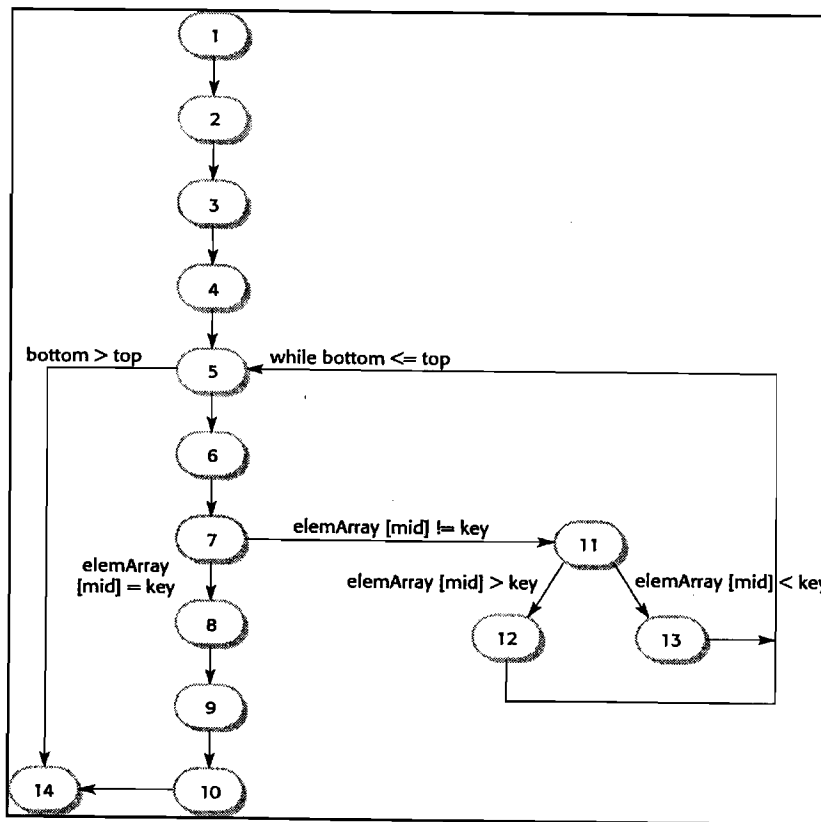 1
2
3
4
bottom > top
while bottom <= top
5
6
7
elemArray [mid] != key
11
elemArray
[mid] = key
elemArray [mid] > key
elemArray [mid] < key
8
12
13
9
14
10